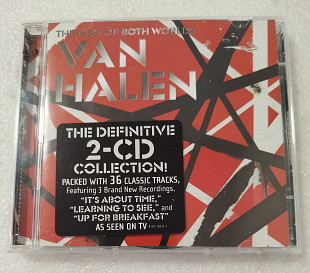 THE BEST OF BOTH WORLDS
VAN
HALEN
THE DEFINITIVE
2-CD
COLLECTION!
PACKED WITH 36 CLASSIC TRACKS,
Featuring 3 Brand New Recordings,
"IT'S ABOUT TIME,"
"LEARNING TO SEE," and
"UP FOR BREAKFAST"
AS SEEN ON TV